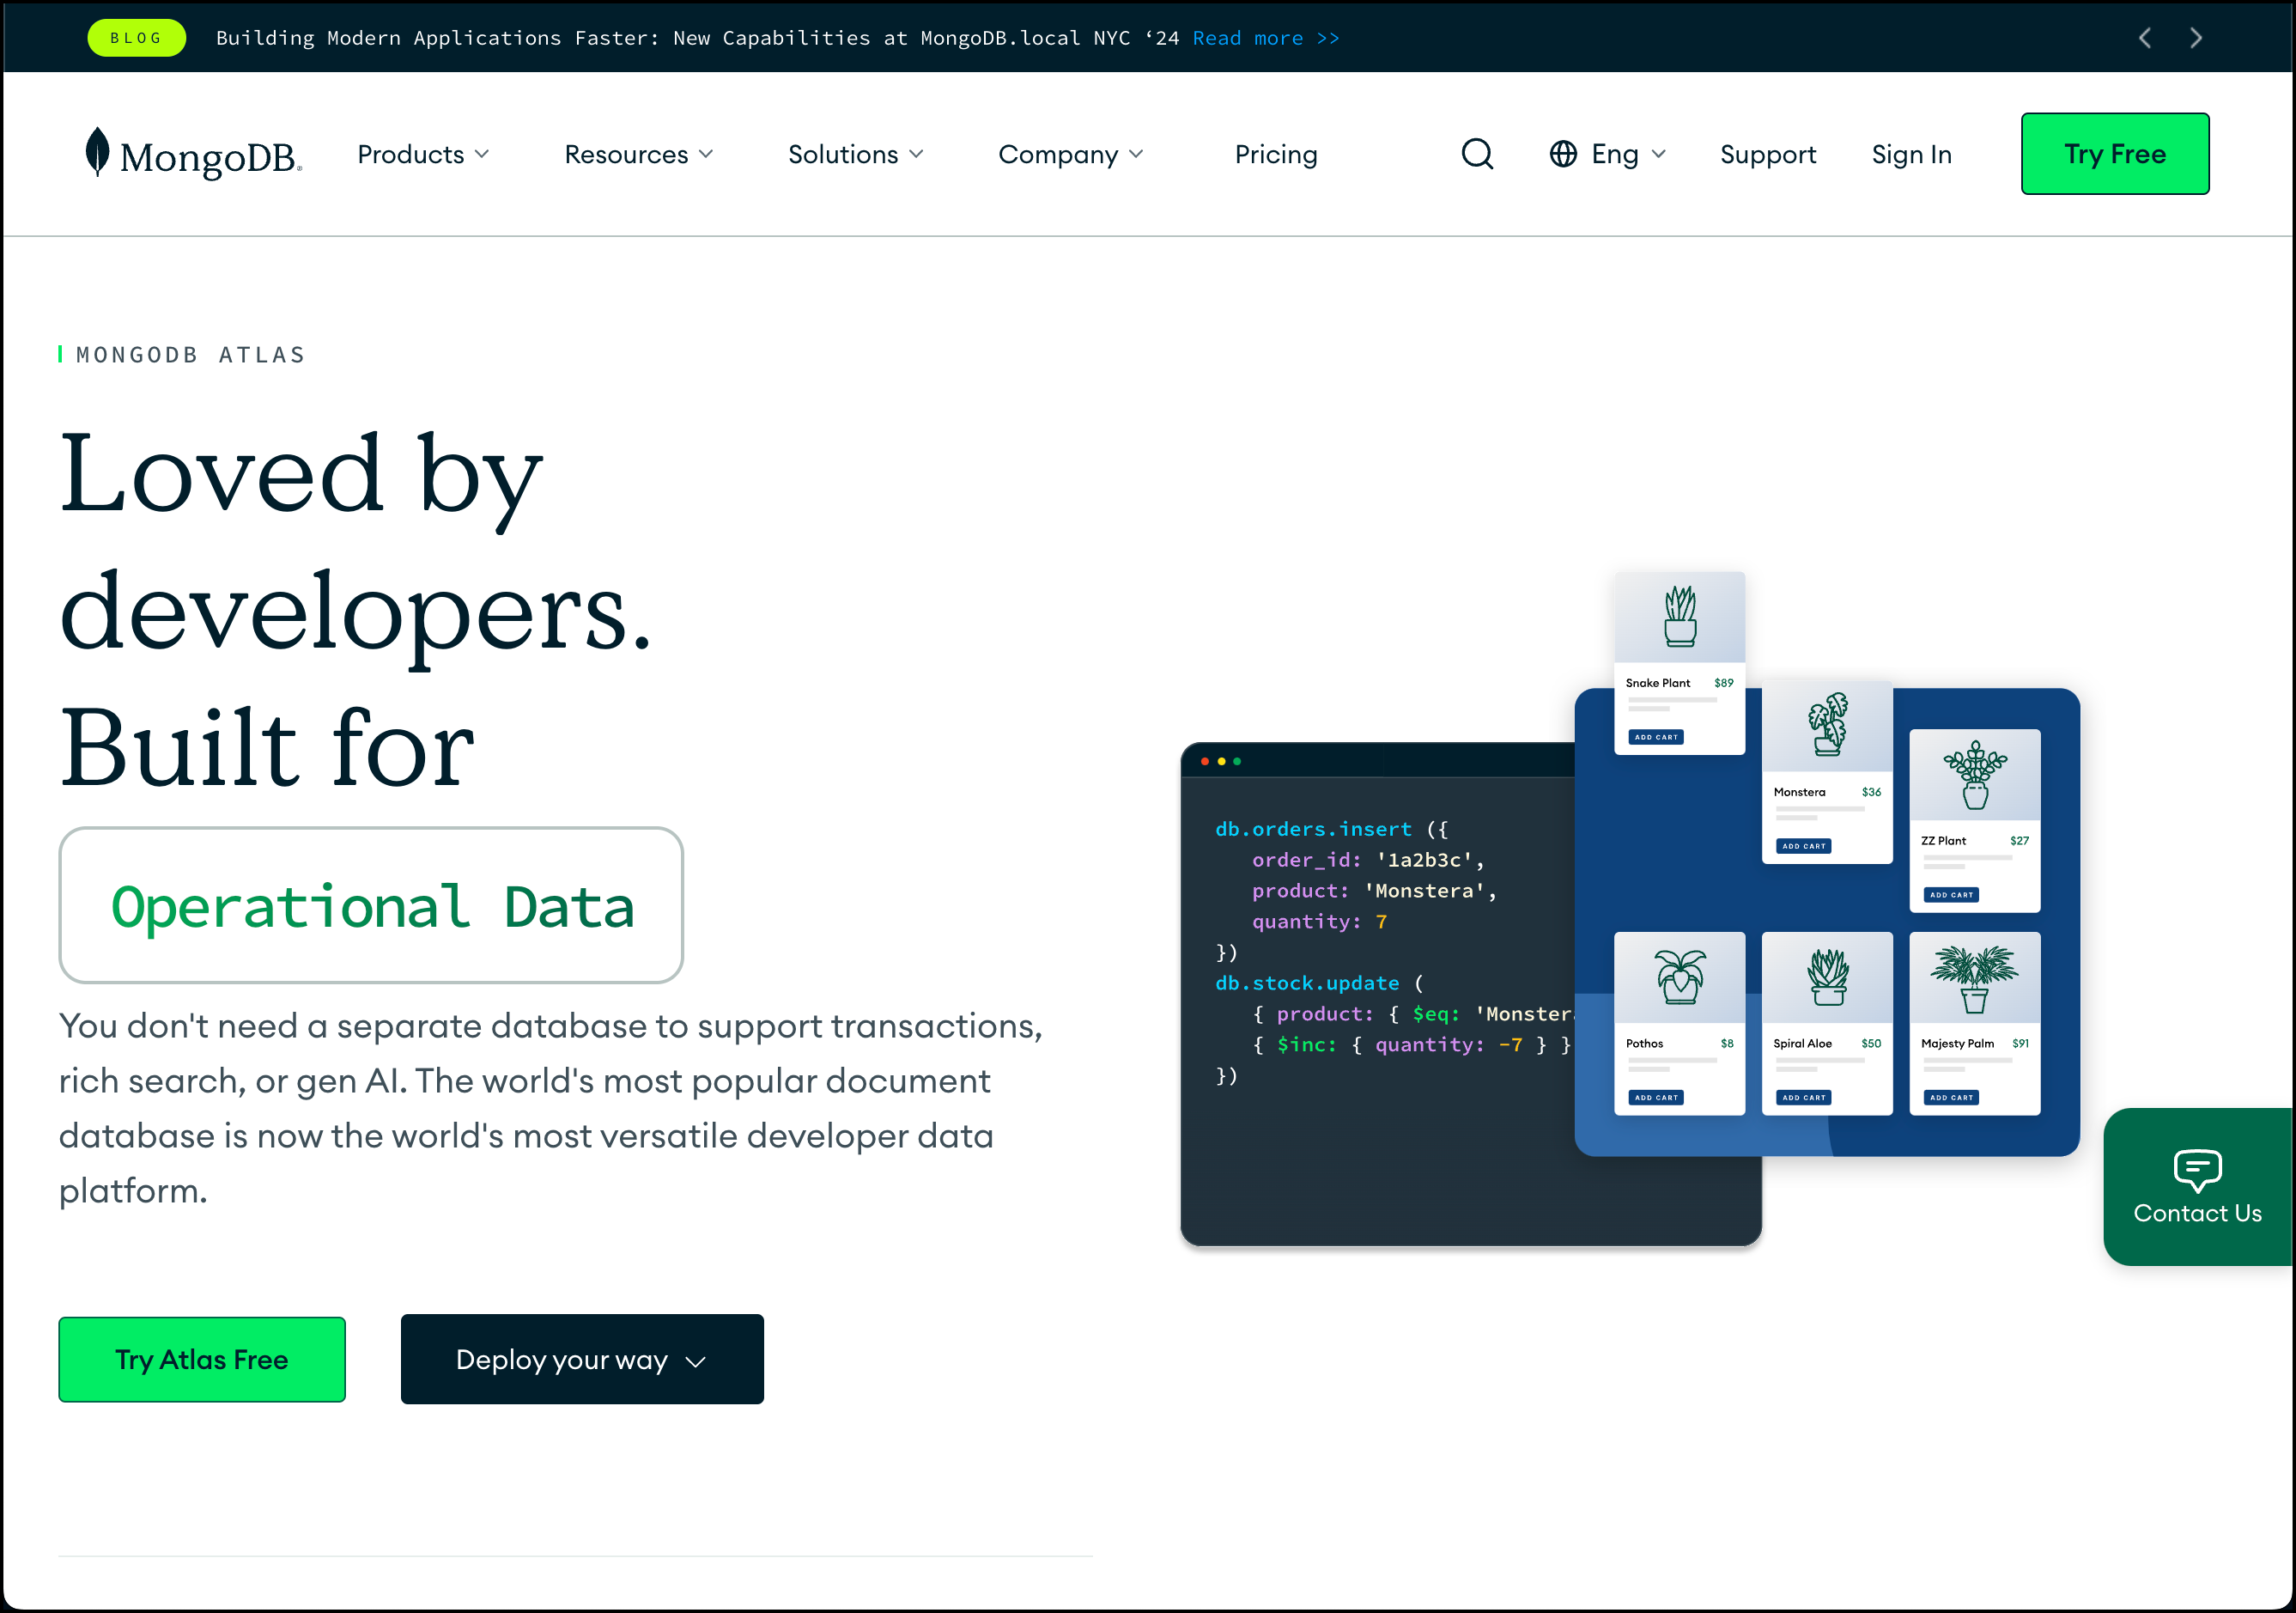 BLOG
Building Modern Applications Faster: New Capabilities at MongoDB.local NYC ‘24 Read more >>
MongoDB®
Products
Resources
Solutions
Company
Pricing
Eng
Support
Sign In
Try Free
MONGODB ATLAS
Loved by
developers.
Built for
Operational Data
You don't need a separate database to support transactions,
rich search, or gen AI. The world's most popular document
database is now the world's most versatile developer data
platform.
Try Atlas Free
Deploy your way
db.orders.insert ({
order_id: '1a2b3c',
product: 'Monstera',
quantity: 7
})
db.stock.update (
{ product: { $eq: 'Monstera
{ $inc: { quantity: -7 } }
})
Snake Plant $89
ADD CART
Monstera $36
ADD CART
ZZ Plant $27
ADD CART
Pothos $8
ADD CART
Spiral Aloe $50
ADD CART
Majesty Palm $91
ADD CART
Contact Us